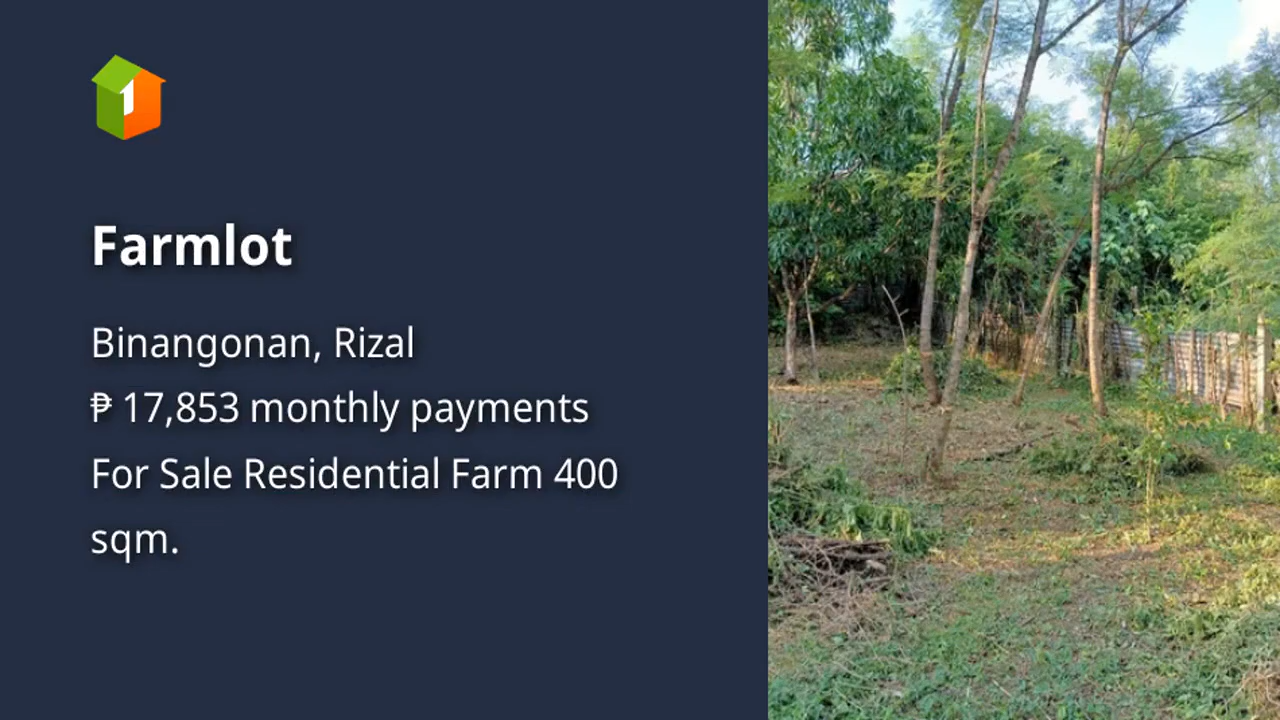 Farmlot
Binangonan, Rizal
₱ 17,853 monthly payments
For Sale Residential Farm 400
sqm.